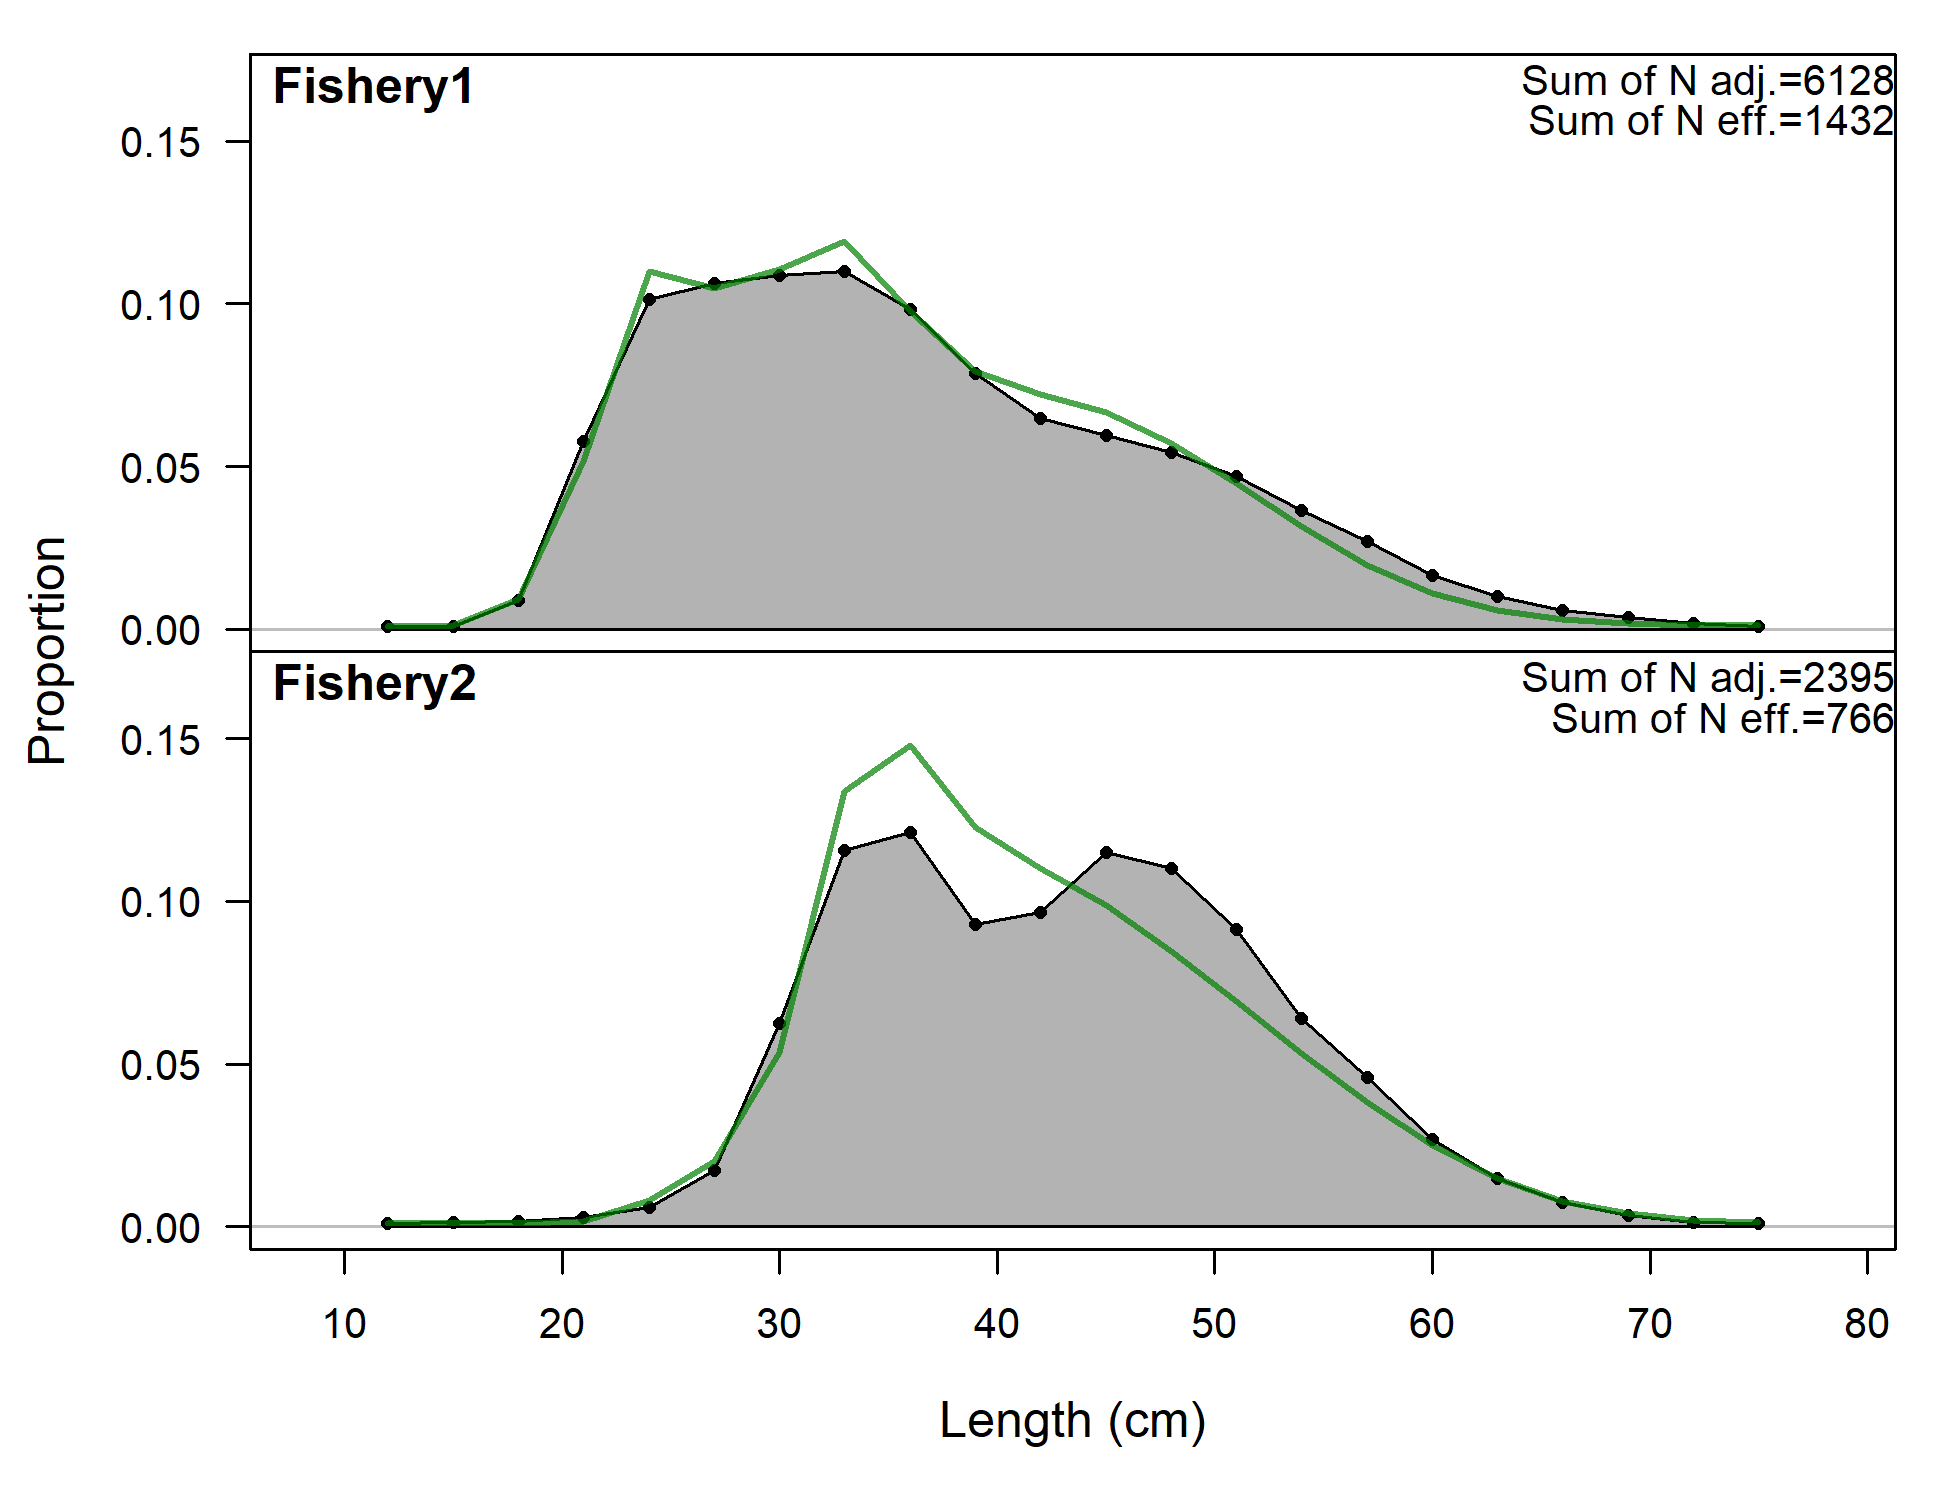 Fishery1
Sum of N adj.=6128
Sum of N eff.=1432
0.15
0.10
0.05
0.00
Fishery2
Sum of N adj.=2395
Sum of N eff.=766
0.15
0.10
0.05
0.00
Proportion
10 20 30 40 50 60 70 80
Length (cm)